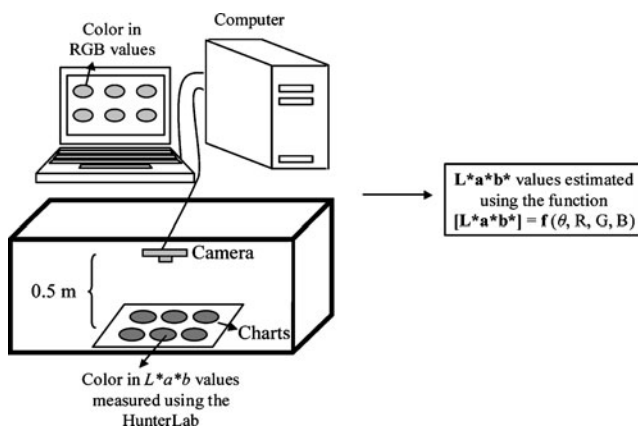 Color in
RGB values
Computer
L*a*b* values estimated
using the function
[L*a*b*] = f (θ, R, G, B)
Camera
0.5 m
Charts
Color in L*a*b values
measured using the
HunterLab